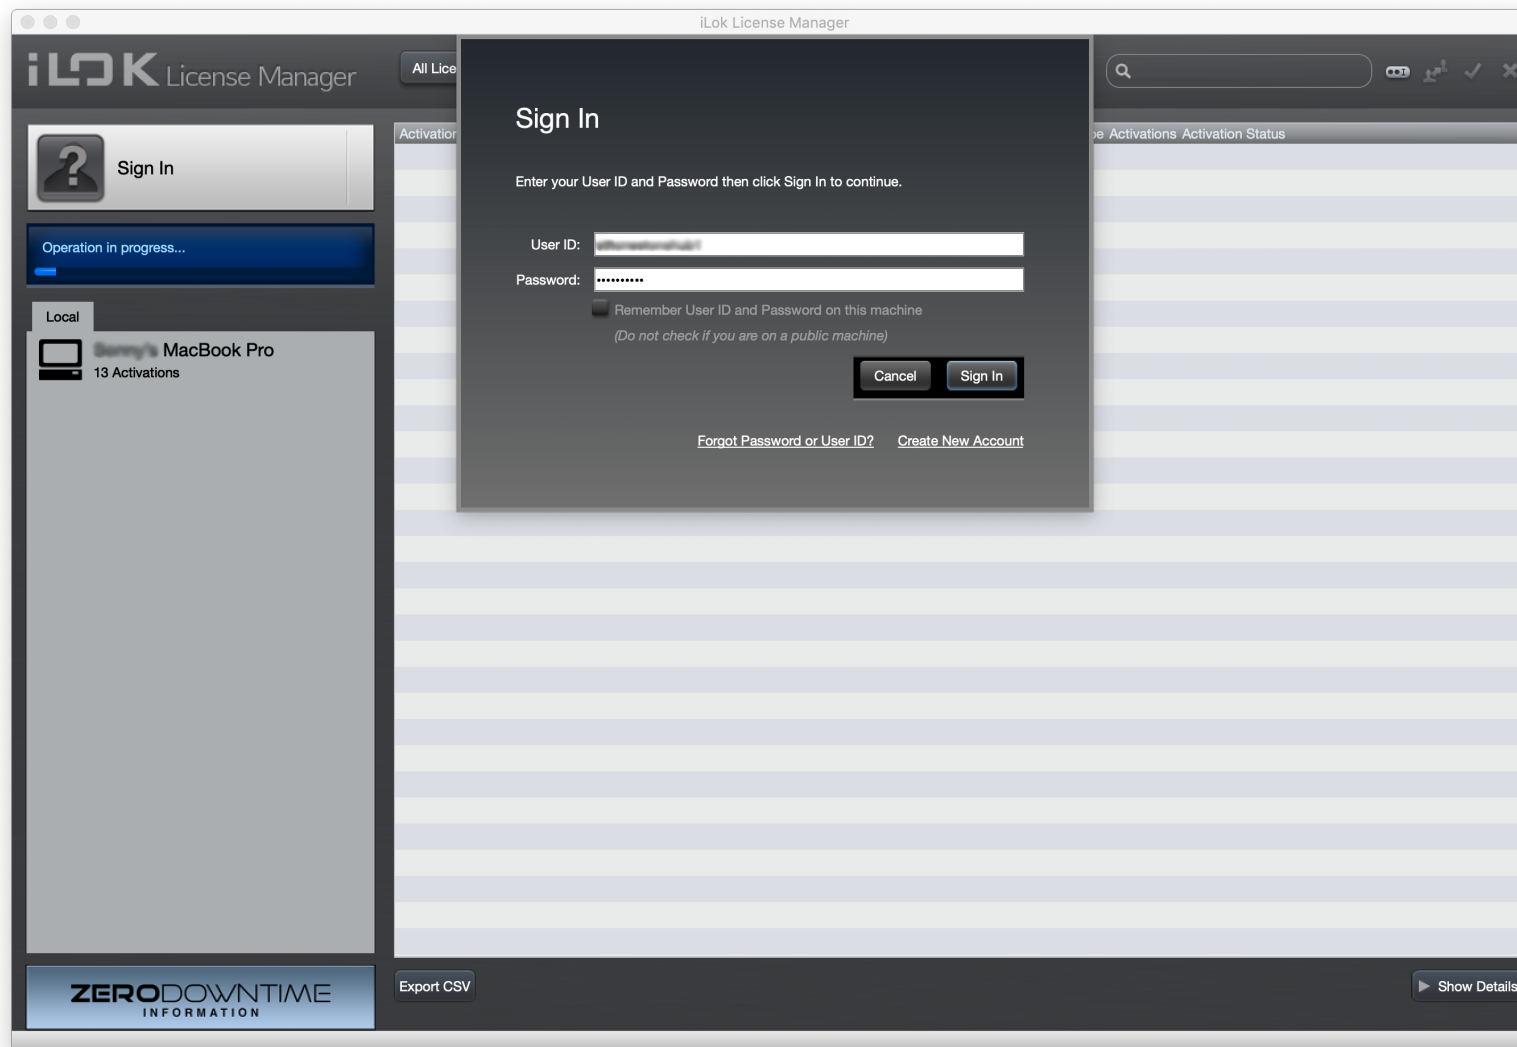 iLok License Manager
iLOK License Manager
All Lice
Sign In
Operation in progress...
Local
MacBook Pro
13 Activations
Activation
pe Activations Activation Status
Sign In
Enter your User ID and Password then click Sign In to continue.
User ID:
Password: ••••••••••
Remember User ID and Password on this machine
(Do not check if you are on a public machine)
Cancel Sign In
Forgot Password or User ID? Create New Account
ZERODOWNTIME
INFORMATION
Export CSV
Show Details